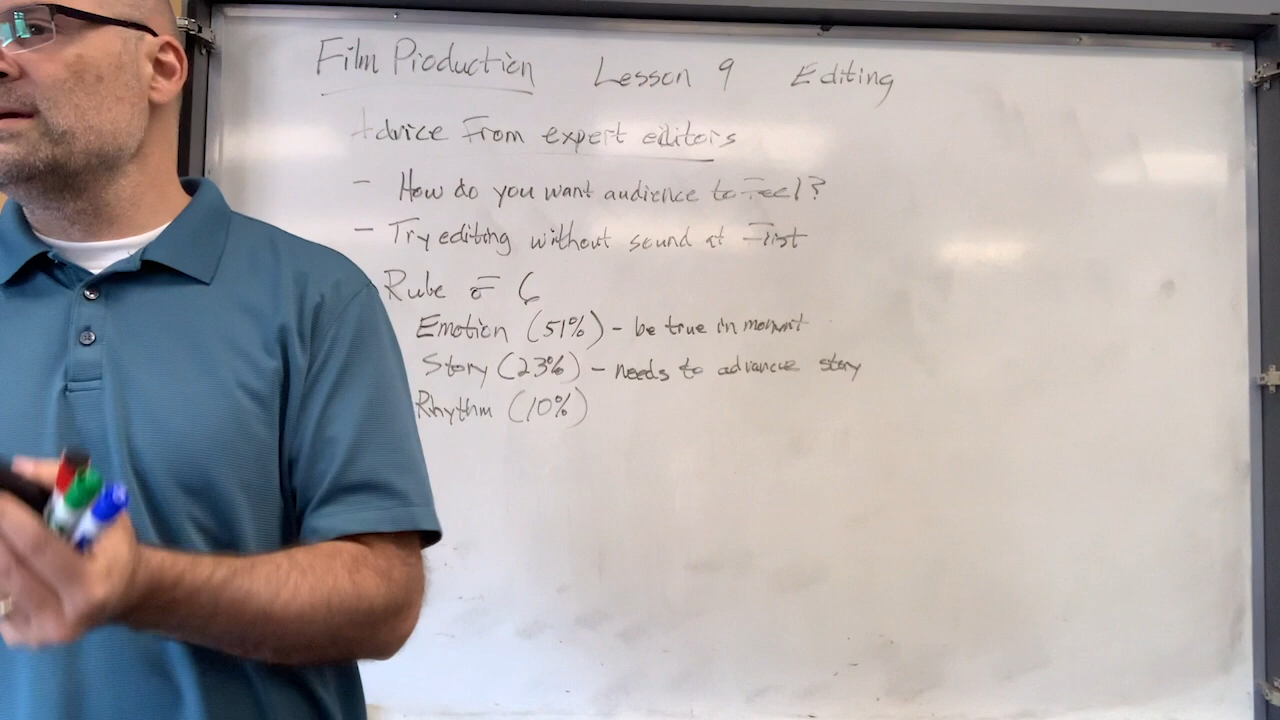 Film Production Lesson 9 Editing
Advice From expert editors
- How do you want audience to Feel?
- Try editing without sound at First
Rule of 6
Emotion (51%) - be true in moment
Story (23%) - needs to advance story
Rhythm (10%)